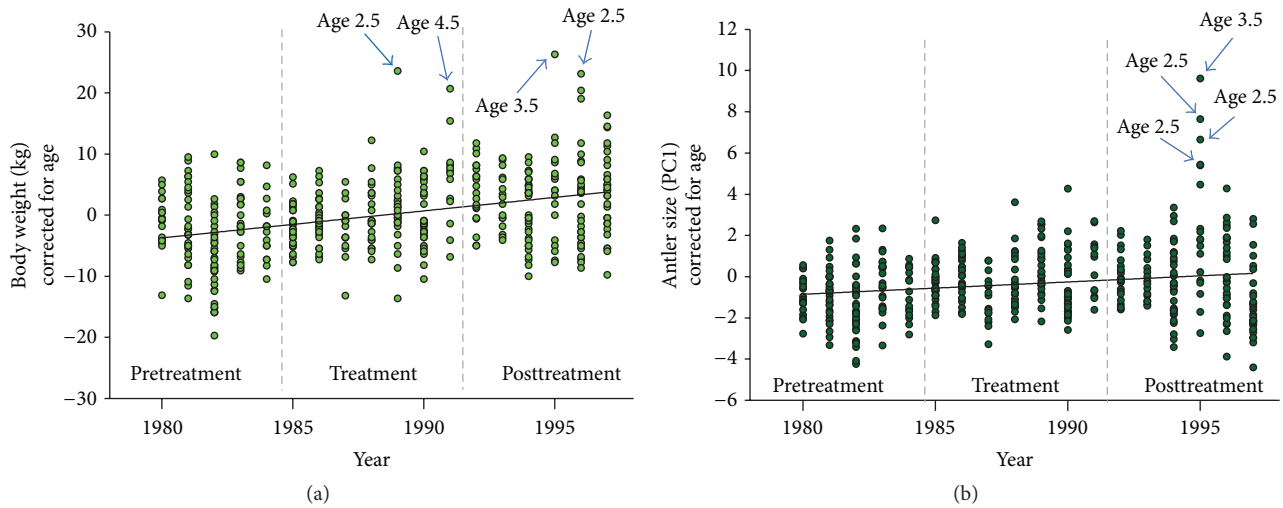 Body weight (kg)
corrected for age
30
20
10
0
−10
−20
−30
Age 2.5
Age 4.5
Age 2.5
Age 3.5
Pretreatment
Treatment
Posttreatment
1980
1985
1990
1995
Year
(a)
Antler size (PC1)
corrected for age
12
10
8
6
4
2
0
−2
−4
−6
Age 3.5
Age 2.5
Age 2.5
Age 2.5
Pretreatment
Treatment
Posttreatment
1980
1985
1990
1995
Year
(b)